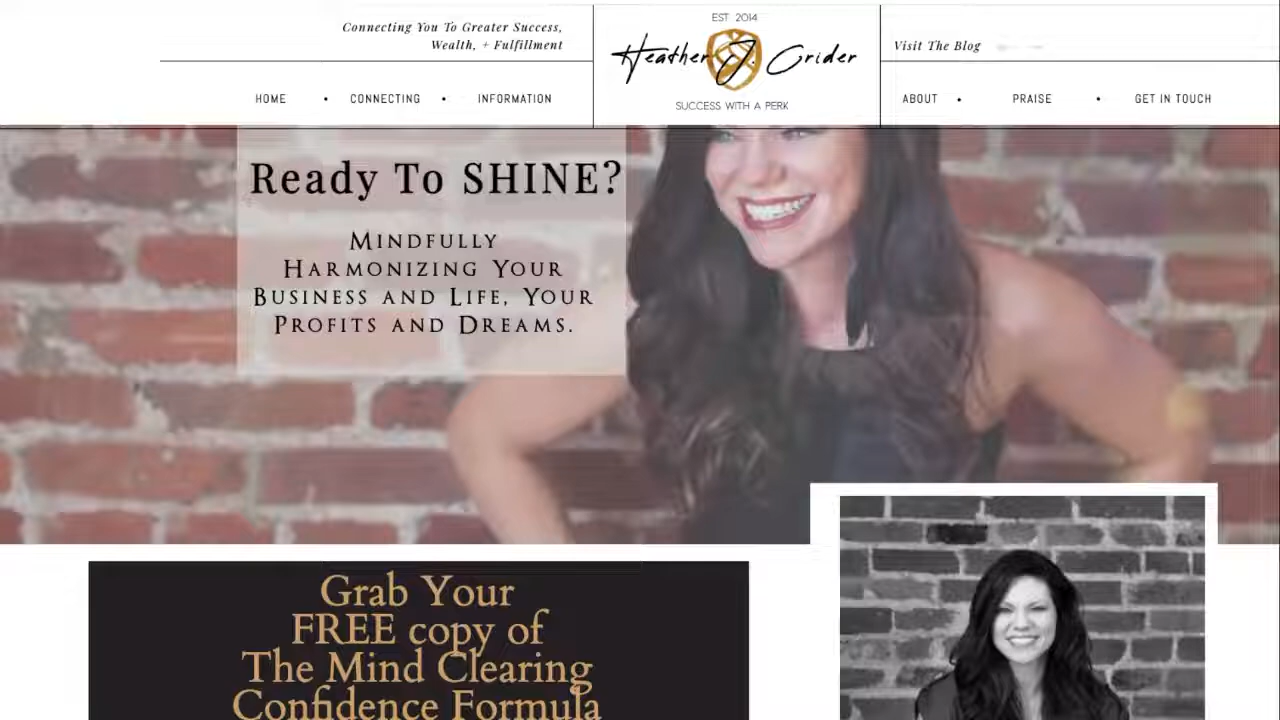 Connecting You To Greater Success,
Wealth, + Fulfillment
EST 2014
Heather J. Crider
SUCCESS WITH A PERK
Visit The Blog
HOME • CONNECTING • INFORMATION
ABOUT • PRAISE • GET IN TOUCH
Ready To SHINE?
MINDFULLY
HARMONIZING YOUR
BUSINESS AND LIFE, YOUR
PROFITS AND DREAMS.
Grab Your
FREE copy of
The Mind Clearing
Confidence Formula